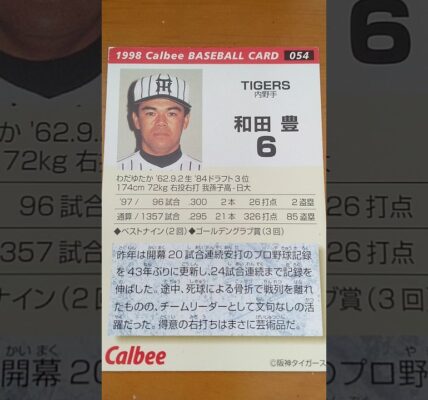 1998 Calbee BASEBALL CARD 054
TIGERS
内野手
和田 豊
6
わだゆたか '62.9.2生 '84ドラフト3位
174cm 72kg 右投右打 我孫子高-日大
'97/ 96試合 .300 2本 26打点 2盗塁
通算/1357試合 .295 21本 326打点 85盗塁
◆ベストナイン(2回)◆ゴールデングラブ賞(3回)
昨年は開幕20試合連続安打のプロ野球記録
を43年ぶりに更新し、24試合連続まで記録を
伸ばした。途中、死球による骨折で戦列を離れ
たものの、チームリーダーとして文句なしの活
躍だった。得意の右打ちはまさに芸術品だ。
Calbee
©阪神タイガース